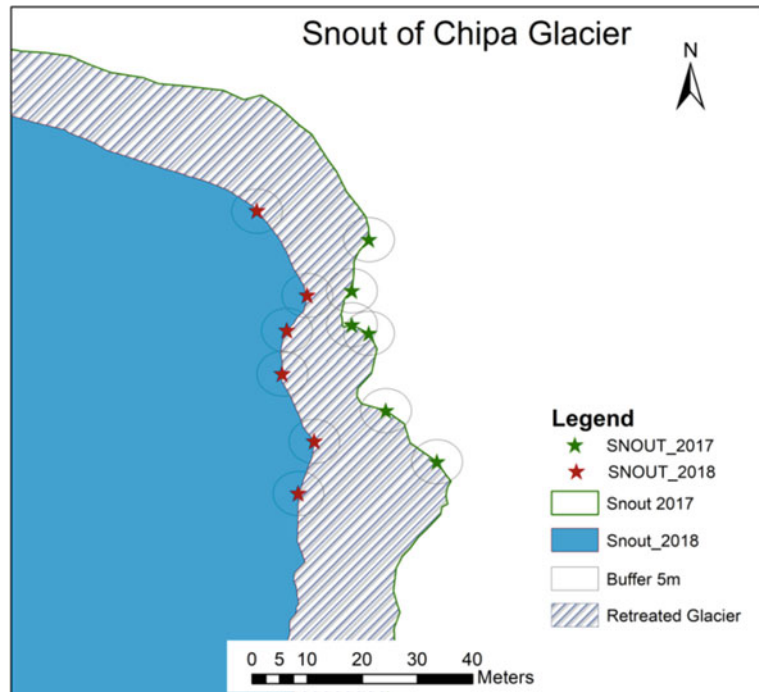 Snout of Chipa Glacier
N
Legend
SNOUT_2017
SNOUT_2018
Snout 2017
Snout_2018
Buffer 5m
Retreated Glacier
0 5 10 20 30 40
Meters